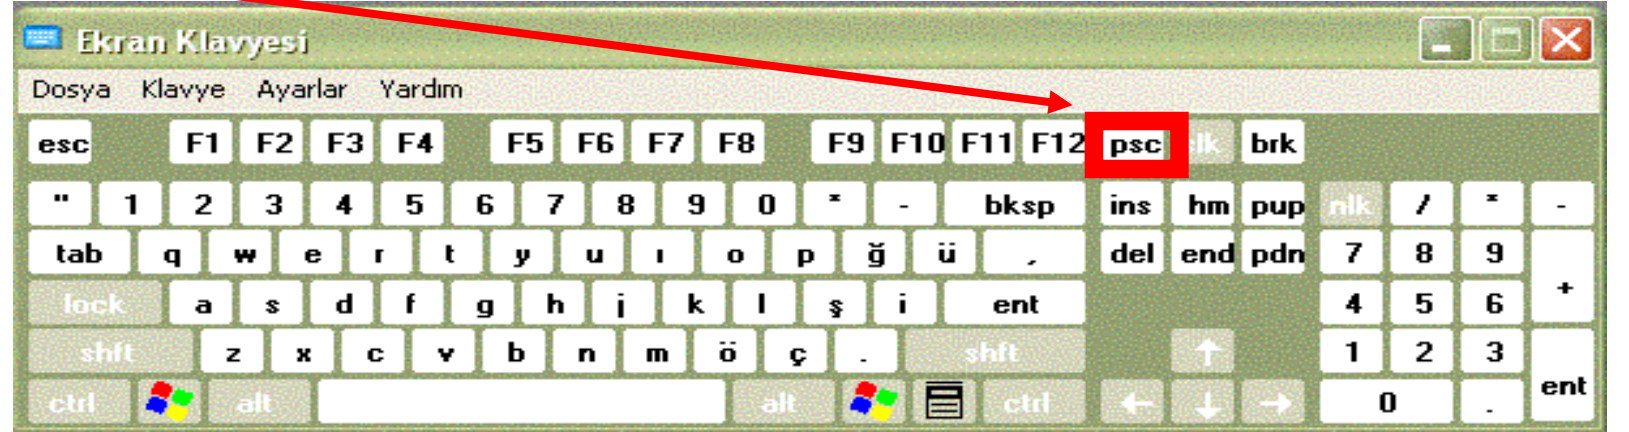 Ekran Klavyesi
Dosya Klavye Ayarlar Yardım
esc F1 F2 F3 F4 F5 F6 F7 F8 F9 F10 F11 F12 psc slk brk
" 1 2 3 4 5 6 7 8 9 0 * - bksp ins hm pup nlk / * -
tab q w e r t y u ı o p ğ ü , del end pdn 7 8 9 +
lock a s d f g h j k l ş i ent 4 5 6
shft z x c v b n m ö ç . shft ↑ 1 2 3 ent
ctrl alt alt ctrl ← ↓ → 0 .